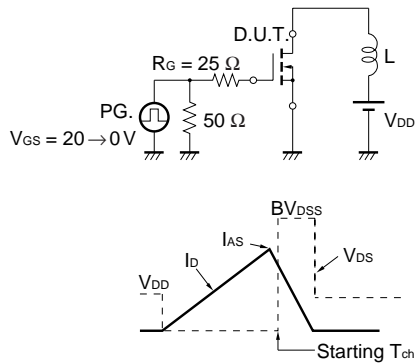 D.U.T.
RG = 25 Ω
L
PG.
50 Ω
VDD
VGS = 20 → 0 V
BVDSS
IAS
ID
VDS
VDD
Starting Tch